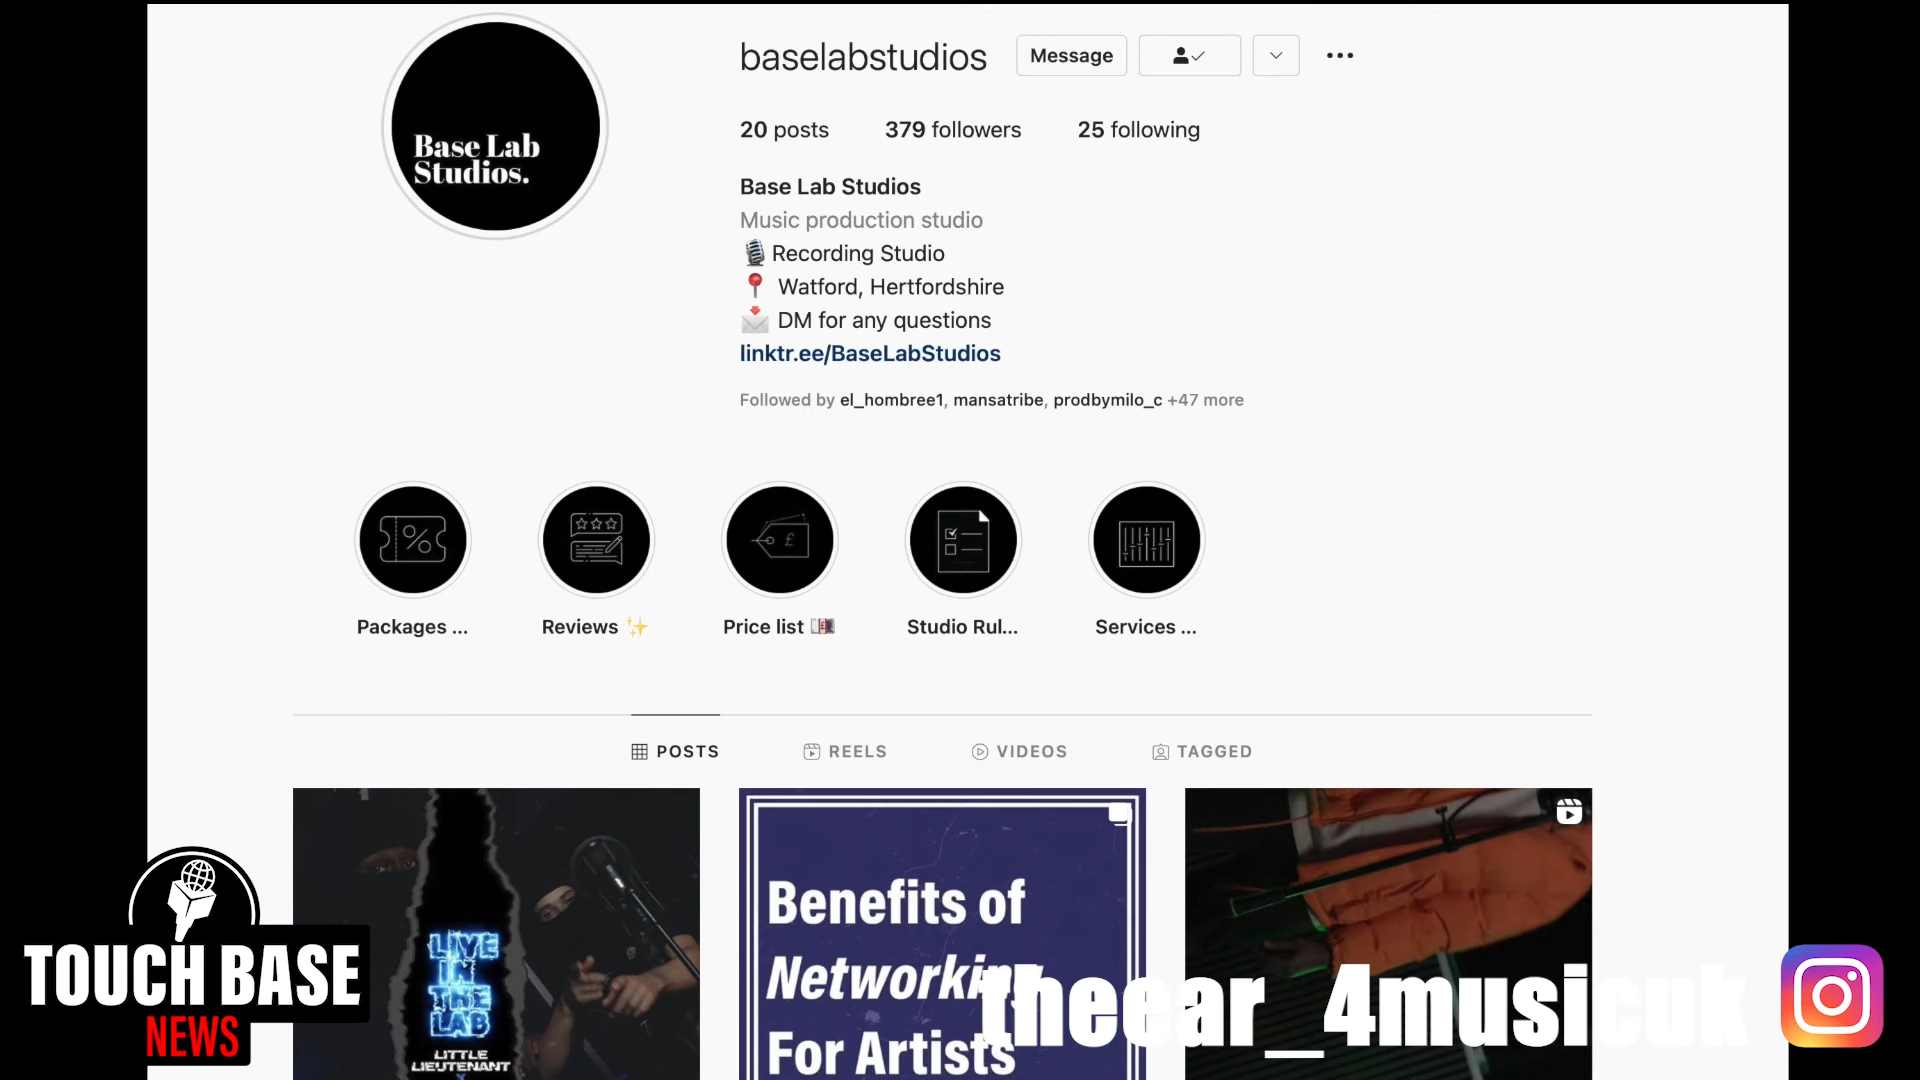 baselabstudios
Message
20 posts
379 followers
25 following
Base Lab Studios
Music production studio
Recording Studio
Watford, Hertfordshire
DM for any questions
linktr.ee/BaseLabStudios
Followed by el_hombree1, mansatribe, prodbymilo_c +47 more
Base Lab
Studios.
%
£
Packages ...
Reviews ✨
Price list 💷
Studio Rul...
Services ...
POSTS
REELS
VIDEOS
TAGGED
LIVE
IN
THE
LAB
LITTLE
LIEUTENANT
X
Benefits of
Networking
For Artists
TOUCH BASE
NEWS
theear_4musicuk